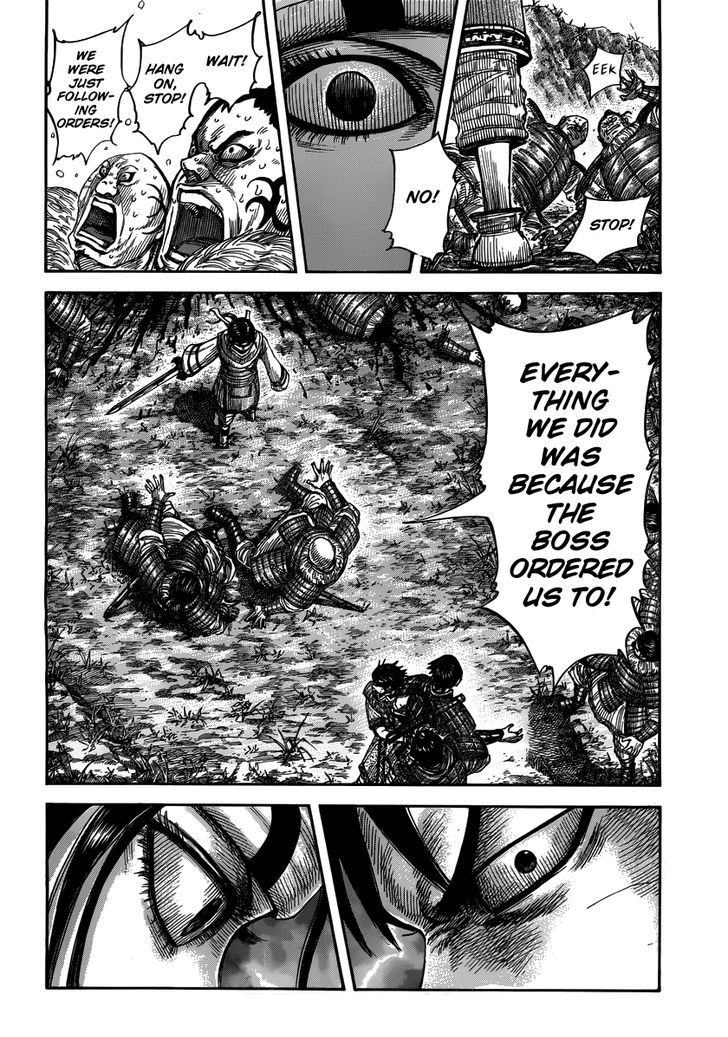 EEK
STOP!
NO!
WAIT!
HANG
ON,
STOP!
WE
WERE
JUST
FOLLOW-
ING
ORDERS!
EVERY-
THING
WE DID
WAS
BECAUSE
THE
BOSS
ORDERED
US TO!